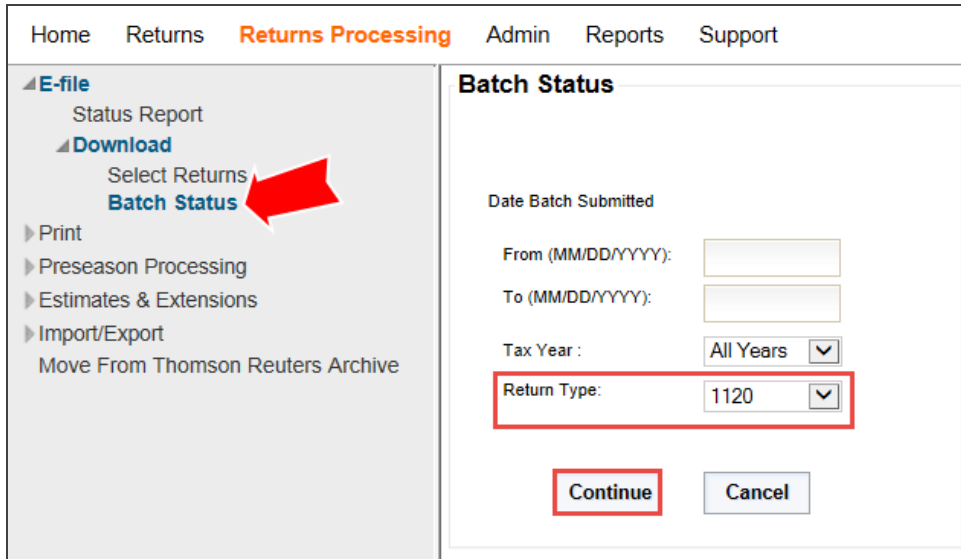 Home Returns Returns Processing Admin Reports Support
E-file
Status Report
Download
Select Returns
Batch Status
Print
Preseason Processing
Estimates & Extensions
Import/Export
Move From Thomson Reuters Archive
Batch Status
Date Batch Submitted
From (MM/DD/YYYY):
To (MM/DD/YYYY):
Tax Year : All Years
Return Type: 1120
Continue Cancel